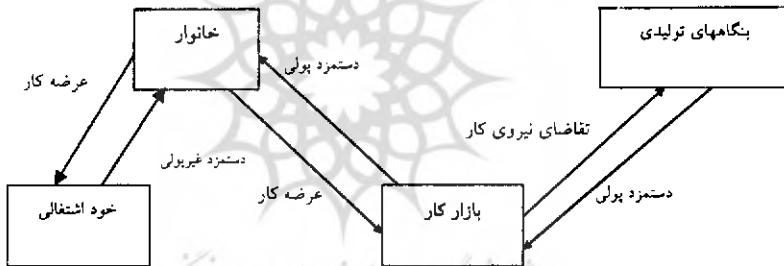 بنگاههای تولیدی
خانوار
دستمزد پولی
عرضه کار
تقاضای نیروی کار
دستمزد غیرپولی
عرضه کار
دستمزد پولی
بازار کار
خود اشتغالی